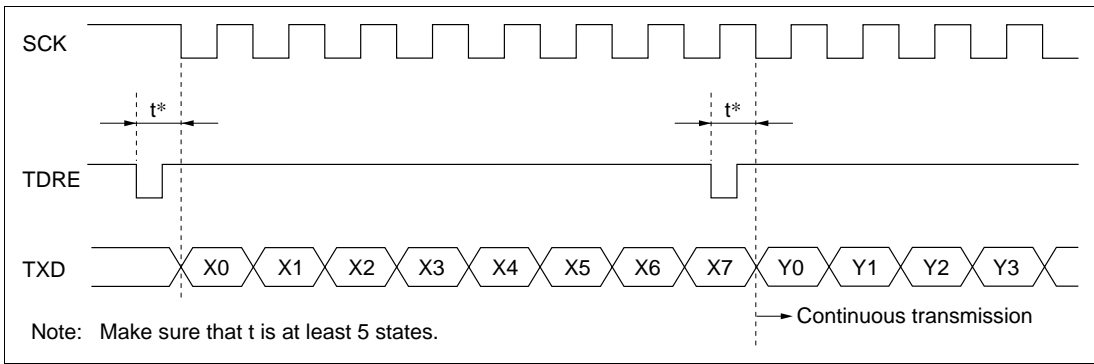 SCK
t*
t*
TDRE
TXD
X0 X1 X2 X3 X4 X5 X6 X7 Y0 Y1 Y2 Y3
Continuous transmission
Note: Make sure that t is at least 5 states.